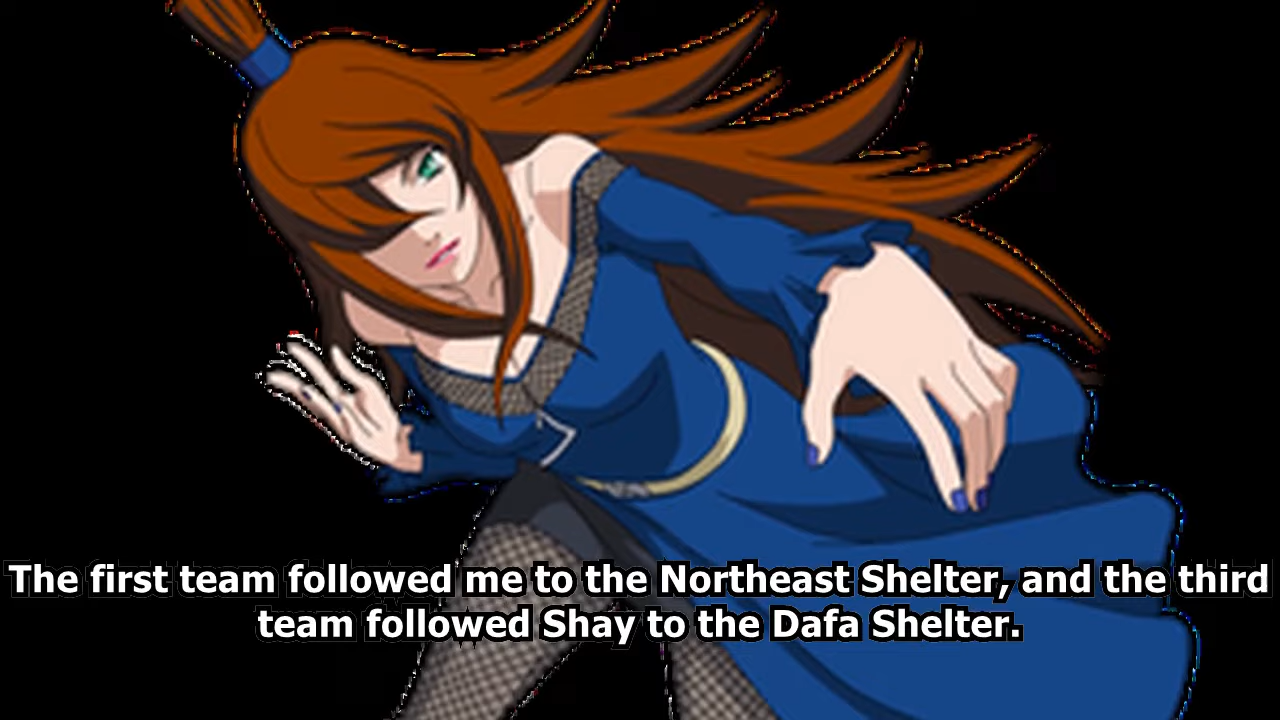 The first team followed me to the Northeast Shelter, and the third
team followed Shay to the Dafa Shelter.